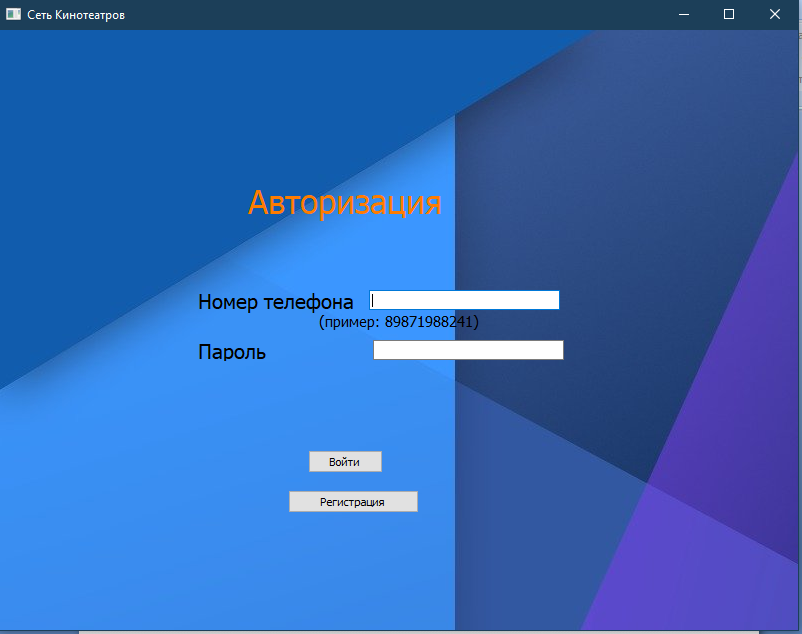 Сеть Кинотеатров
Авторизация
Номер телефона
(пример: 89871988241)
Пароль
Войти
Регистрация